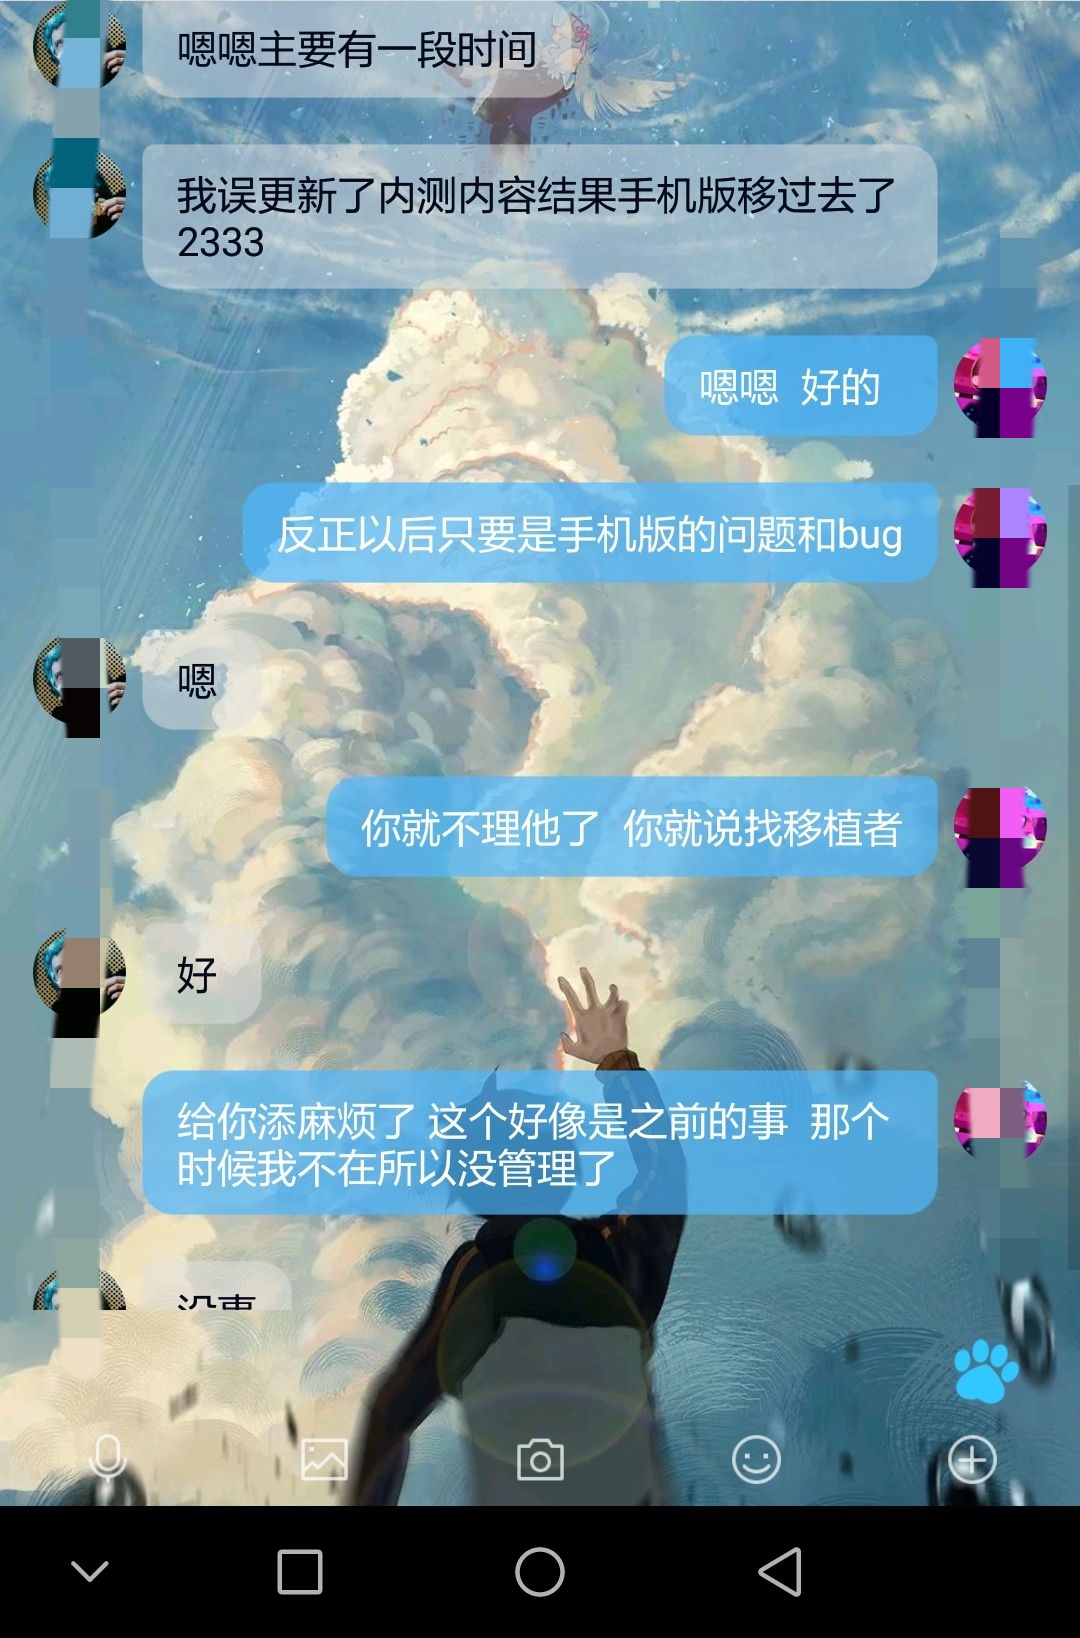 嗯嗯主要有一段时间
我误更新了内测内容结果手机版移过去了
2333
嗯嗯 好的
反正以后只要是手机版的问题和bug
嗯
你就不理他了 你就说找移植者
好
给你添麻烦了 这个好像是之前的事 那个
时候我不在所以没管理了